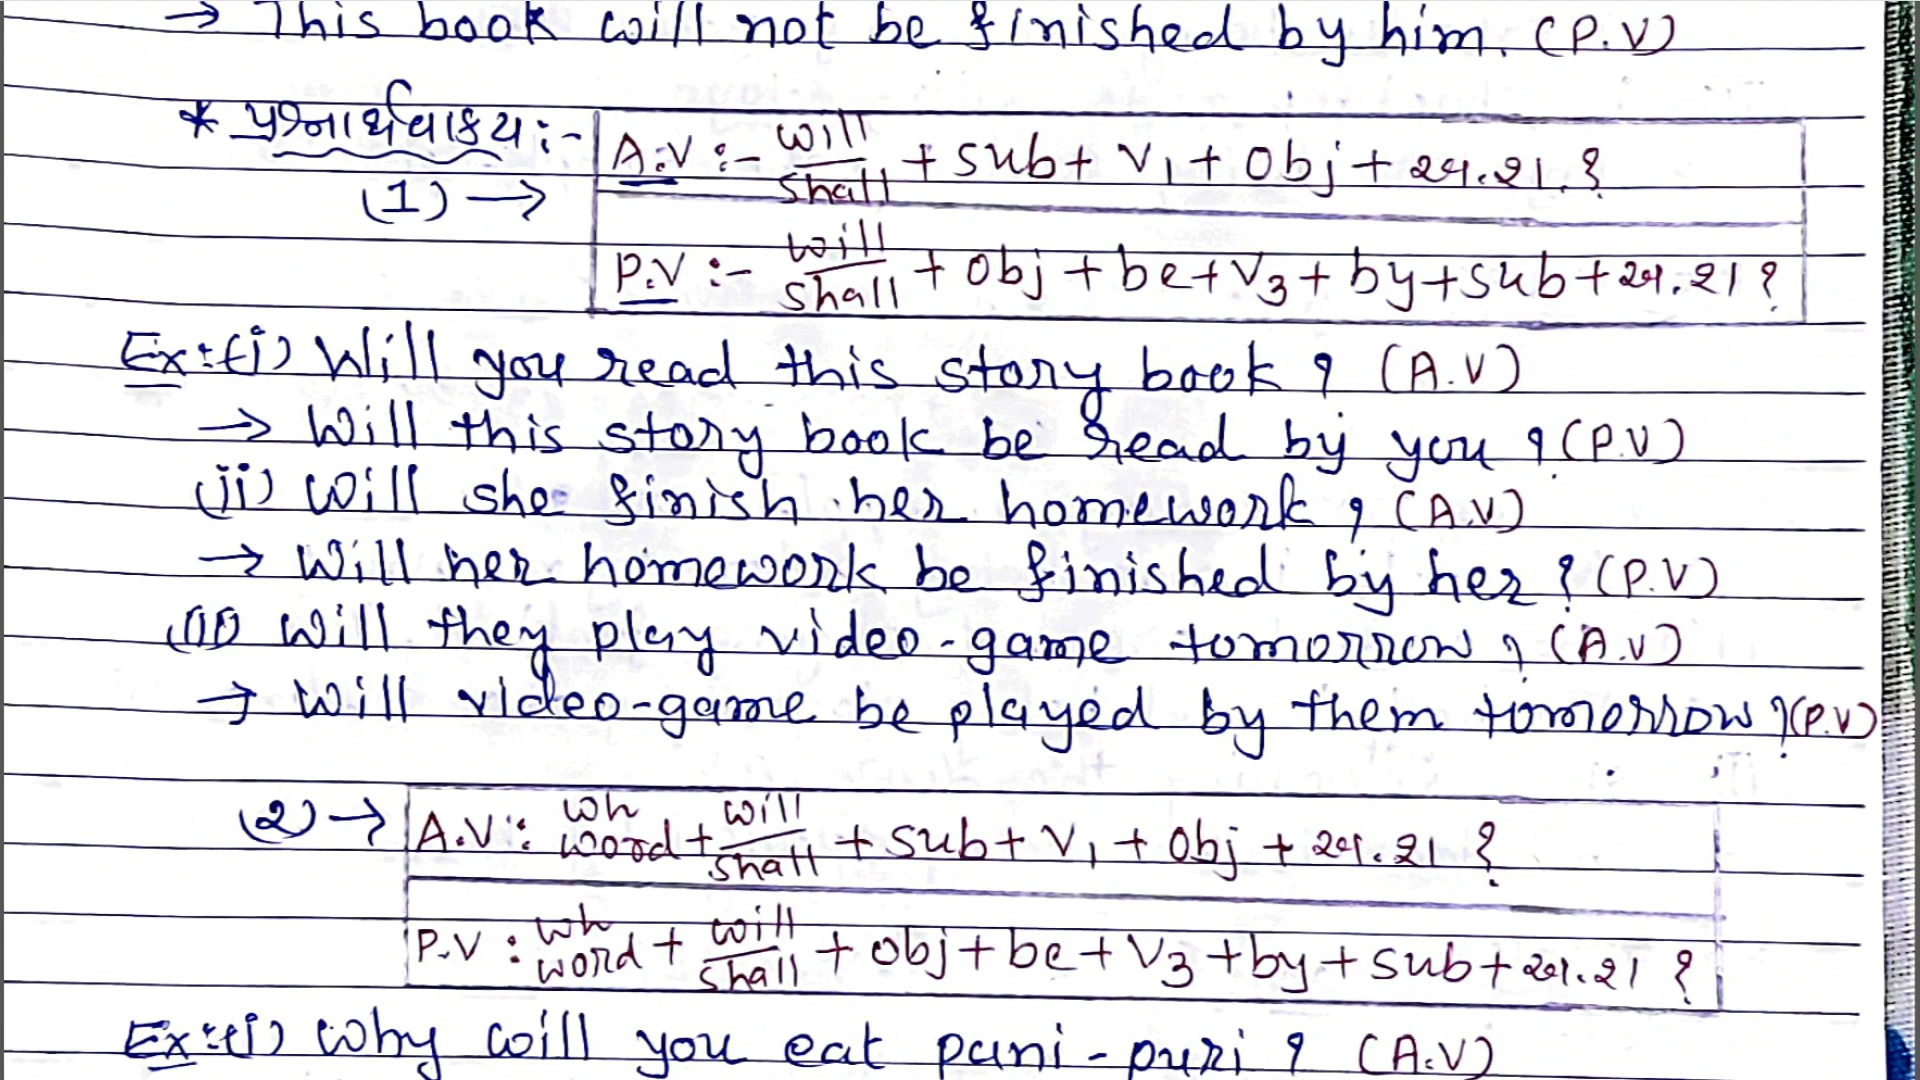 → This book will not be finished by him. (P.V)
* પ્રશ્નાર્થવાક્ય :-
(1) →
A.V :- will/shall + sub + V1 + Obj + અ.શ. ?
P.V :- will/shall + Obj + be + V3 + by + sub + અ.શ ?
Ex:-(i) Will you read this story book ? (A.V)
→ Will this story book be read by you ? (P.V)
(ii) Will she finish her homework ? (A.V)
→ Will her homework be finished by her ? (P.V)
(iii) Will they play video-game tomorrow ? (A.V)
→ Will video-game be played by them tomorrow ? (P.V)
(2) → A.V : wh word + will/shall + sub + V1 + Obj + અ.શ ?
P.V : wh word + will/shall + obj + be + V3 + by + sub + અ.શ ?
Ex:-(i) Why will you eat pani-puri ? (A.V)